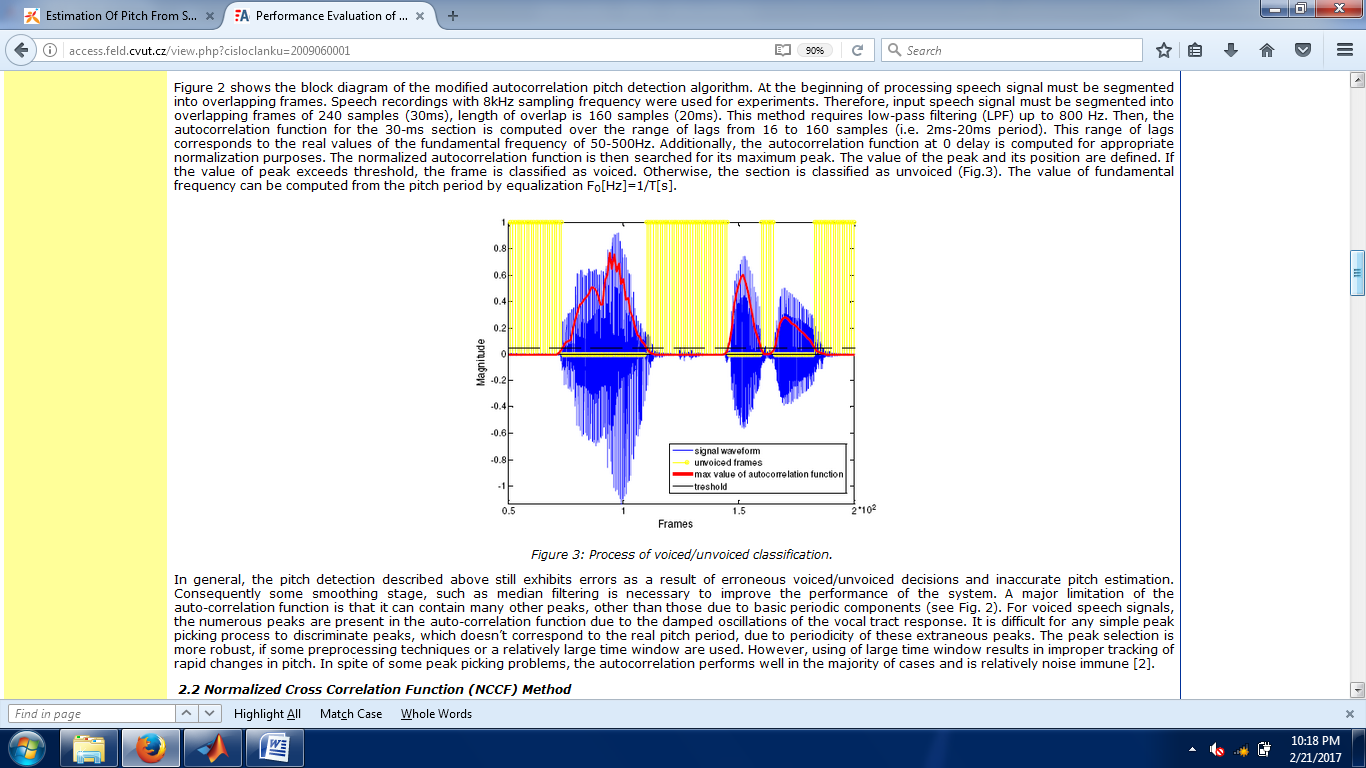 Estimation Of Pitch From S...
Performance Evaluation of ...
access.feld.cvut.cz/view.php?cisloclanku=2009060001
90%
Search
Figure 2 shows the block diagram of the modified autocorrelation pitch detection algorithm. At the beginning of processing speech signal must be segmented
into overlapping frames. Speech recordings with 8kHz sampling frequency were used for experiments. Therefore, input speech signal must be segmented into
overlapping frames of 240 samples (30ms), length of overlap is 160 samples (20ms). This method requires low-pass filtering (LPF) up to 800 Hz. Then, the
autocorrelation function for the 30-ms section is computed over the range of lags from 16 to 160 samples (i.e. 2ms-20ms period). This range of lags
corresponds to the real values of the fundamental frequency of 50-500Hz. Additionally, the autocorrelation function at 0 delay is computed for appropriate
normalization purposes. The normalized autocorrelation function is then searched for its maximum peak. The value of the peak and its position are defined. If
the value of peak exceeds threshold, the frame is classified as voiced. Otherwise, the section is classified as unvoiced (Fig.3). The value of fundamental
frequency can be computed from the pitch period by equalization F0[Hz]=1/T[s].
1
0.8
0.6
0.4
0.2
0
-0.2
-0.4
-0.6
-0.8
-1
Magnitude
signal waveform
unvoiced frames
max value of autocorrelation function
treshold
0.5
1
1.5
2*10²
Frames
Figure 3: Process of voiced/unvoiced classification.
In general, the pitch detection described above still exhibits errors as a result of erroneous voiced/unvoiced decisions and inaccurate pitch estimation.
Consequently some smoothing stage, such as median filtering is necessary to improve the performance of the system. A major limitation of the
auto-correlation function is that it can contain many other peaks, other than those due to basic periodic components (see Fig. 2). For voiced speech signals,
the numerous peaks are present in the auto-correlation function due to the damped oscillations of the vocal tract response. It is difficult for any simple peak
picking process to discriminate peaks, which doesn't correspond to the real pitch period, due to periodicity of these extraneous peaks. The peak selection is
more robust, if some preprocessing techniques or a relatively large time window are used. However, using of large time window results in improper tracking of
rapid changes in pitch. In spite of some peak picking problems, the autocorrelation performs well in the majority of cases and is relatively noise immune [2].
2.2 Normalized Cross Correlation Function (NCCF) Method
Find in page
Highlight All
Match Case
Whole Words
10:18 PM
2/21/2017